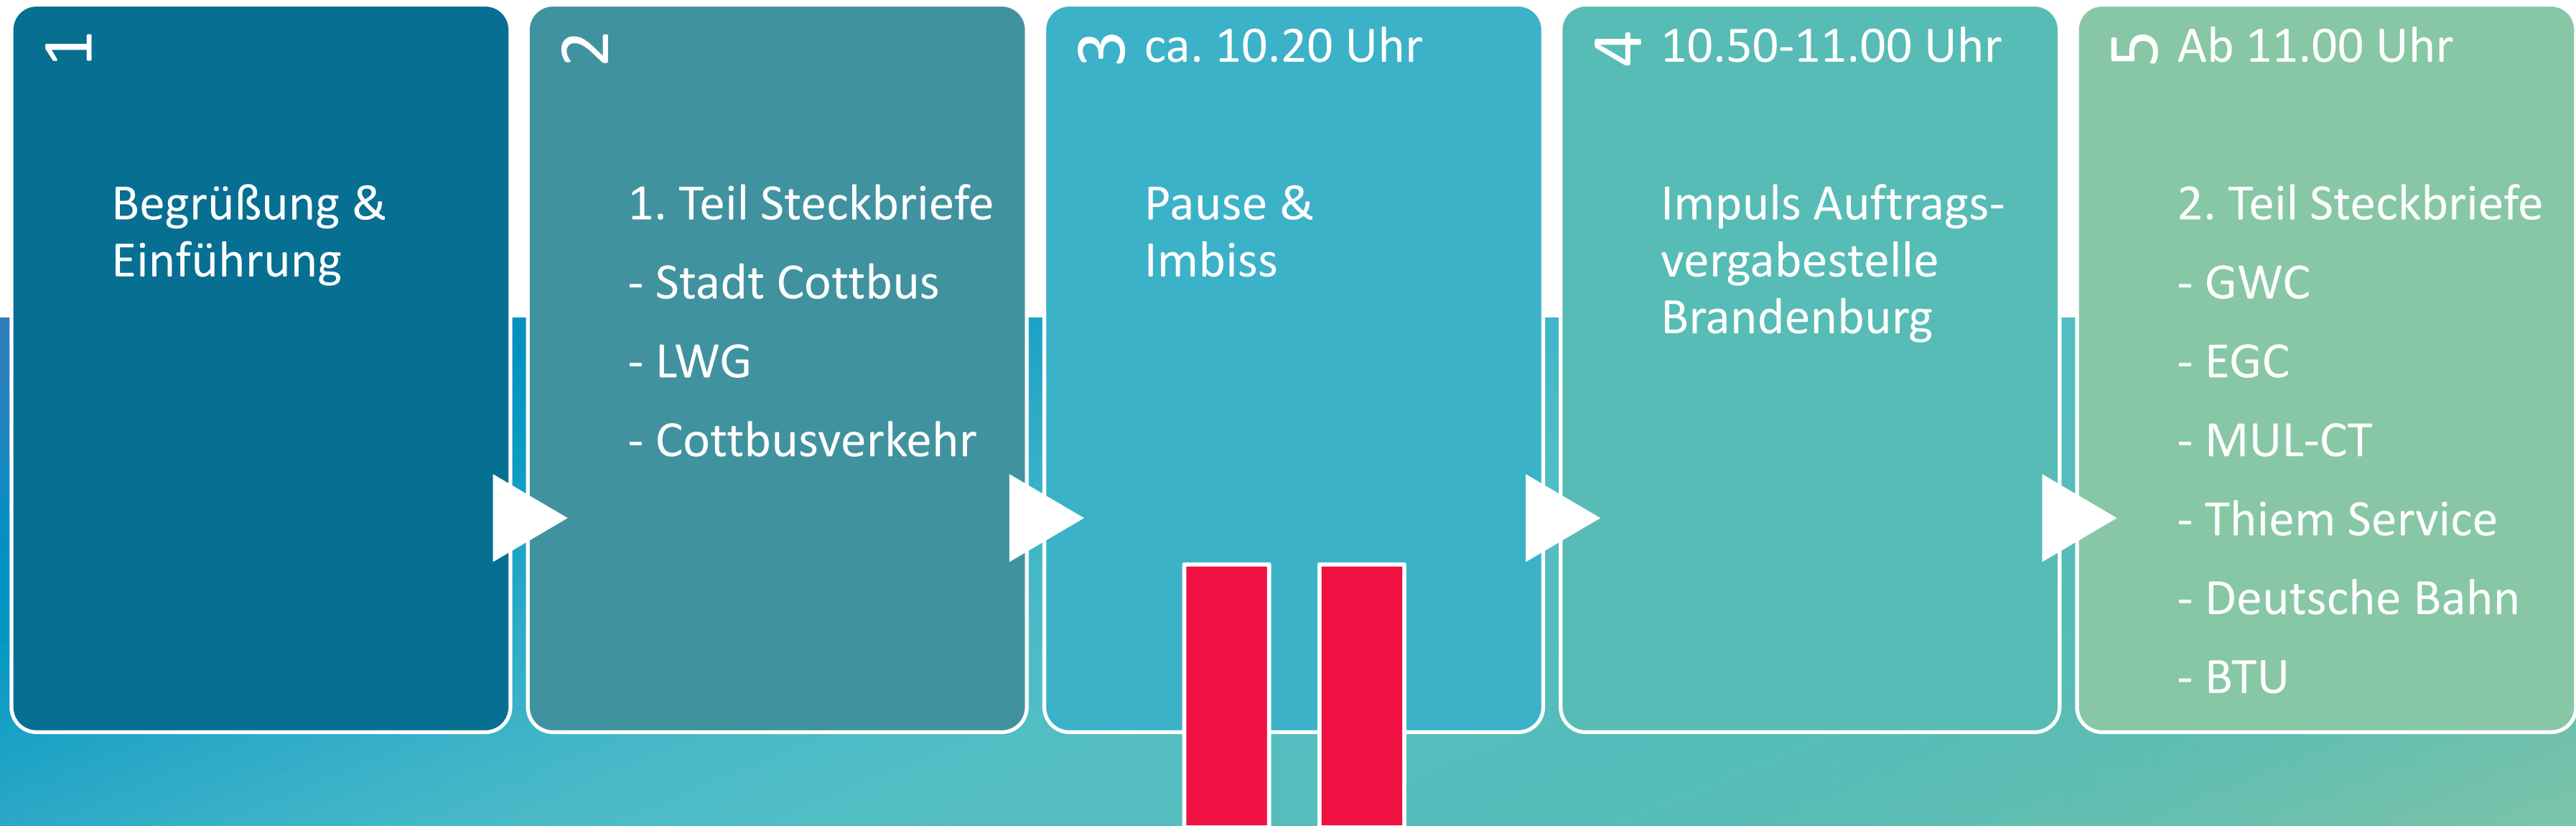 1
Begrüßung &
Einführung
2
1. Teil Steckbriefe
- Stadt Cottbus
- LWG
- Cottbusverkehr
3
ca. 10.20 Uhr
Pause &
Imbiss
4
10.50-11.00 Uhr
Impuls Auftrags-
vergabestelle
Brandenburg
5
Ab 11.00 Uhr
2. Teil Steckbriefe
- GWC
- EGC
- MUL-CT
- Thiem Service
- Deutsche Bahn
- BTU